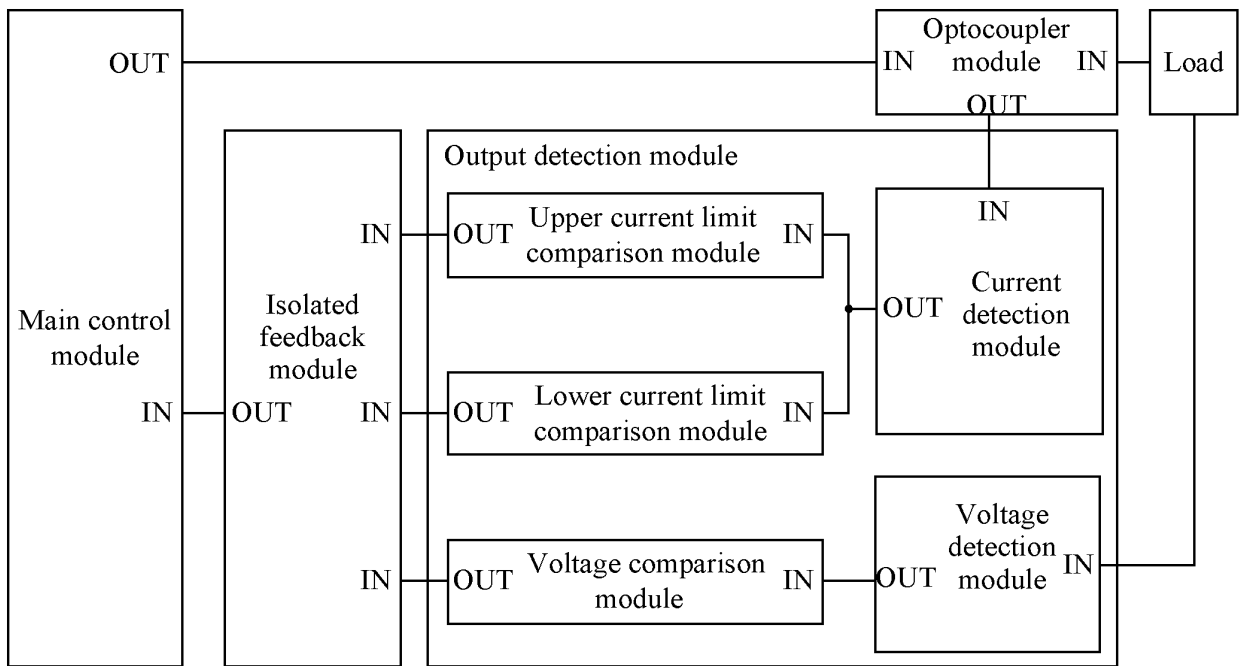 Optocoupler
module
OUT
IN
IN
Load
OUT
Output detection module
IN
OUT
Upper current limit
comparison module
IN
IN
Main control
module
Isolated
feedback
module
OUT
Current
detection
module
IN
OUT
IN
OUT
Lower current limit
comparison module
IN
Voltage
detection
module
IN
OUT
Voltage comparison
module
IN
OUT
IN